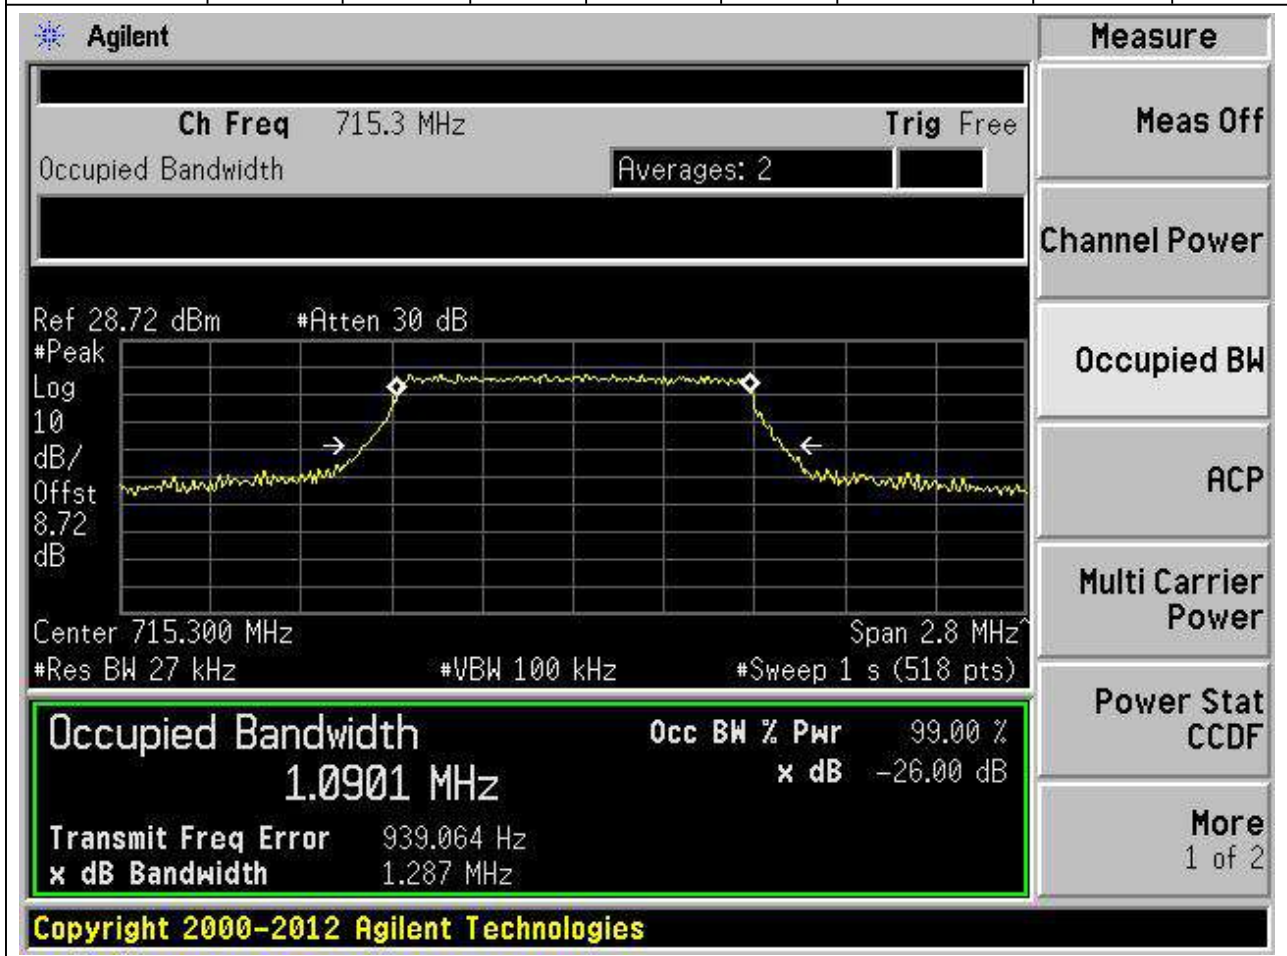 Agilent
Measure
Ch Freq 715.3 MHz Trig Free
Occupied Bandwidth Averages: 2
Meas Off
Channel Power
Occupied BW
ACP
Multi Carrier
Power
Power Stat
CCDF
More
1 of 2
Ref 28.72 dBm #Atten 30 dB
#Peak
Log
10
dB/
Offst
8.72
dB
Center 715.300 MHz Span 2.8 MHz^
#Res BW 27 kHz #VBW 100 kHz #Sweep 1 s (518 pts)
Occupied Bandwidth Occ BW % Pwr 99.00 %
1.0901 MHz x dB -26.00 dB
Transmit Freq Error 939.064 Hz
x dB Bandwidth 1.287 MHz
Copyright 2000-2012 Agilent Technologies